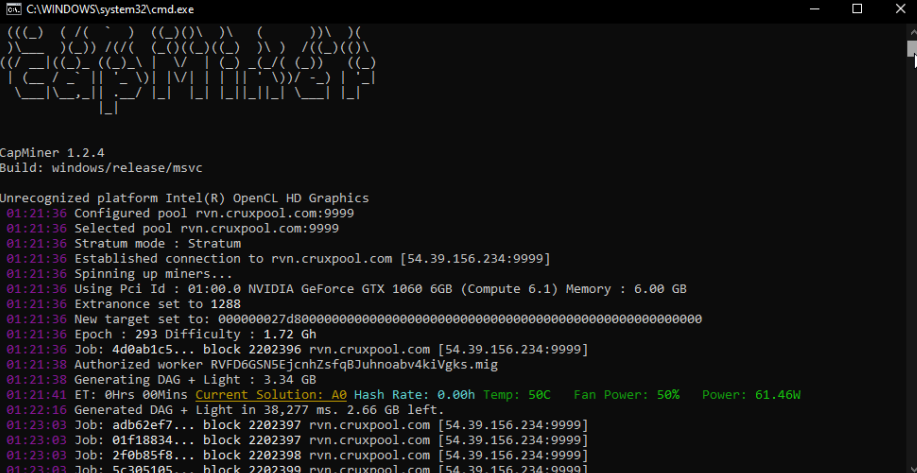 C:\WINDOWS\system32\cmd.exe
CapMiner
CapMiner 1.2.4
Build: windows/release/msvc
Unrecognized platform Intel(R) OpenCL HD Graphics
01:21:36 Configured pool rvn.cruxpool.com:9999
01:21:36 Selected pool rvn.cruxpool.com:9999
01:21:36 Stratum mode : Stratum
01:21:36 Established connection to rvn.cruxpool.com [54.39.156.234:9999]
01:21:36 Spinning up miners...
01:21:36 Using Pci Id : 01:00.0 NVIDIA GeForce GTX 1060 6GB (Compute 6.1) Memory : 6.00 GB
01:21:36 Extranonce set to 1288
01:21:36 New target set to: 000000027d800000000000000000000000000000000000000000000000000000
01:21:36 Epoch : 293 Difficulty : 1.72 Gh
01:21:36 Job: 4d0ab1c5... block 2202396 rvn.cruxpool.com [54.39.156.234:9999]
01:21:38 Authorized worker RVFD6GSN5EjcnhZsfqBJuhnoabv4kiVgks.mig
01:21:38 Generating DAG + Light : 3.34 GB
01:21:41 ET: 0Hrs 00Mins Current Solution: A0 Hash Rate: 0.00h Temp: 50C Fan Power: 50% Power: 61.46W
01:22:16 Generated DAG + Light in 38,277 ms. 2.66 GB left.
01:23:03 Job: adb62ef7... block 2202397 rvn.cruxpool.com [54.39.156.234:9999]
01:23:03 Job: 01f18834... block 2202397 rvn.cruxpool.com [54.39.156.234:9999]
01:23:03 Job: 2f0b85f8... block 2202398 rvn.cruxpool.com [54.39.156.234:9999]
01:23:03 Job: 5c305105... block 2202399 rvn.cruxpool.com [54.39.156.234:9999]